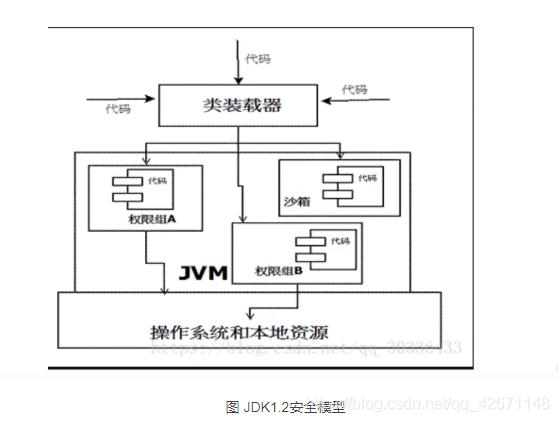 代码
代码
代码
类装载器
代码
权限组A
代码
沙箱
代码
权限组B
JVM
操作系统和本地资源
https://blog.csdn.net/qq_30336433
图 JDK1.2安全模型
https://blog.csdn.net/qq_42671148